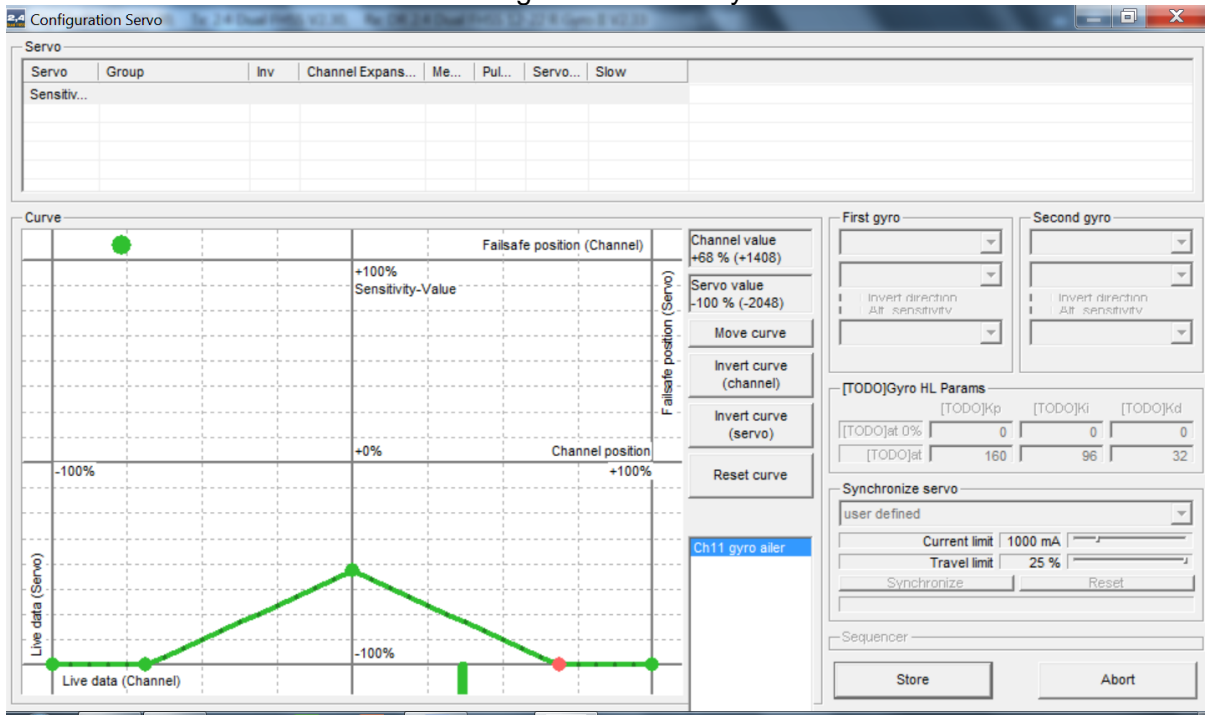 2,4 Configuration Servo
Servo
Servo Group Inv Channel Expans... Me... Pul... Servo... Slow
Sensitiv...
Curve
Failsafe position (Channel)
+100%
Sensitivity-Value
Failsafe position (Servo)
+0%
Channel position
-100%
+100%
Live data (Servo)
-100%
Live data (Channel)
Channel value
+68 % (+1408)
Servo value
-100 % (-2048)
Move curve
Invert curve
(channel)
Invert curve
(servo)
Reset curve
Ch11 gyro ailer
First gyro
Invert direction
Alt. sensitivity
Second gyro
Invert direction
Alt. sensitivity
[TODO]Gyro HL Params
[TODO]Kp [TODO]Ki [TODO]Kd
[TODO]at 0% 0 0 0
[TODO]at 160 96 32
Synchronize servo
user defined
Current limit 1000 mA
Travel limit 25 %
Synchronize Reset
Sequencer
Store Abort